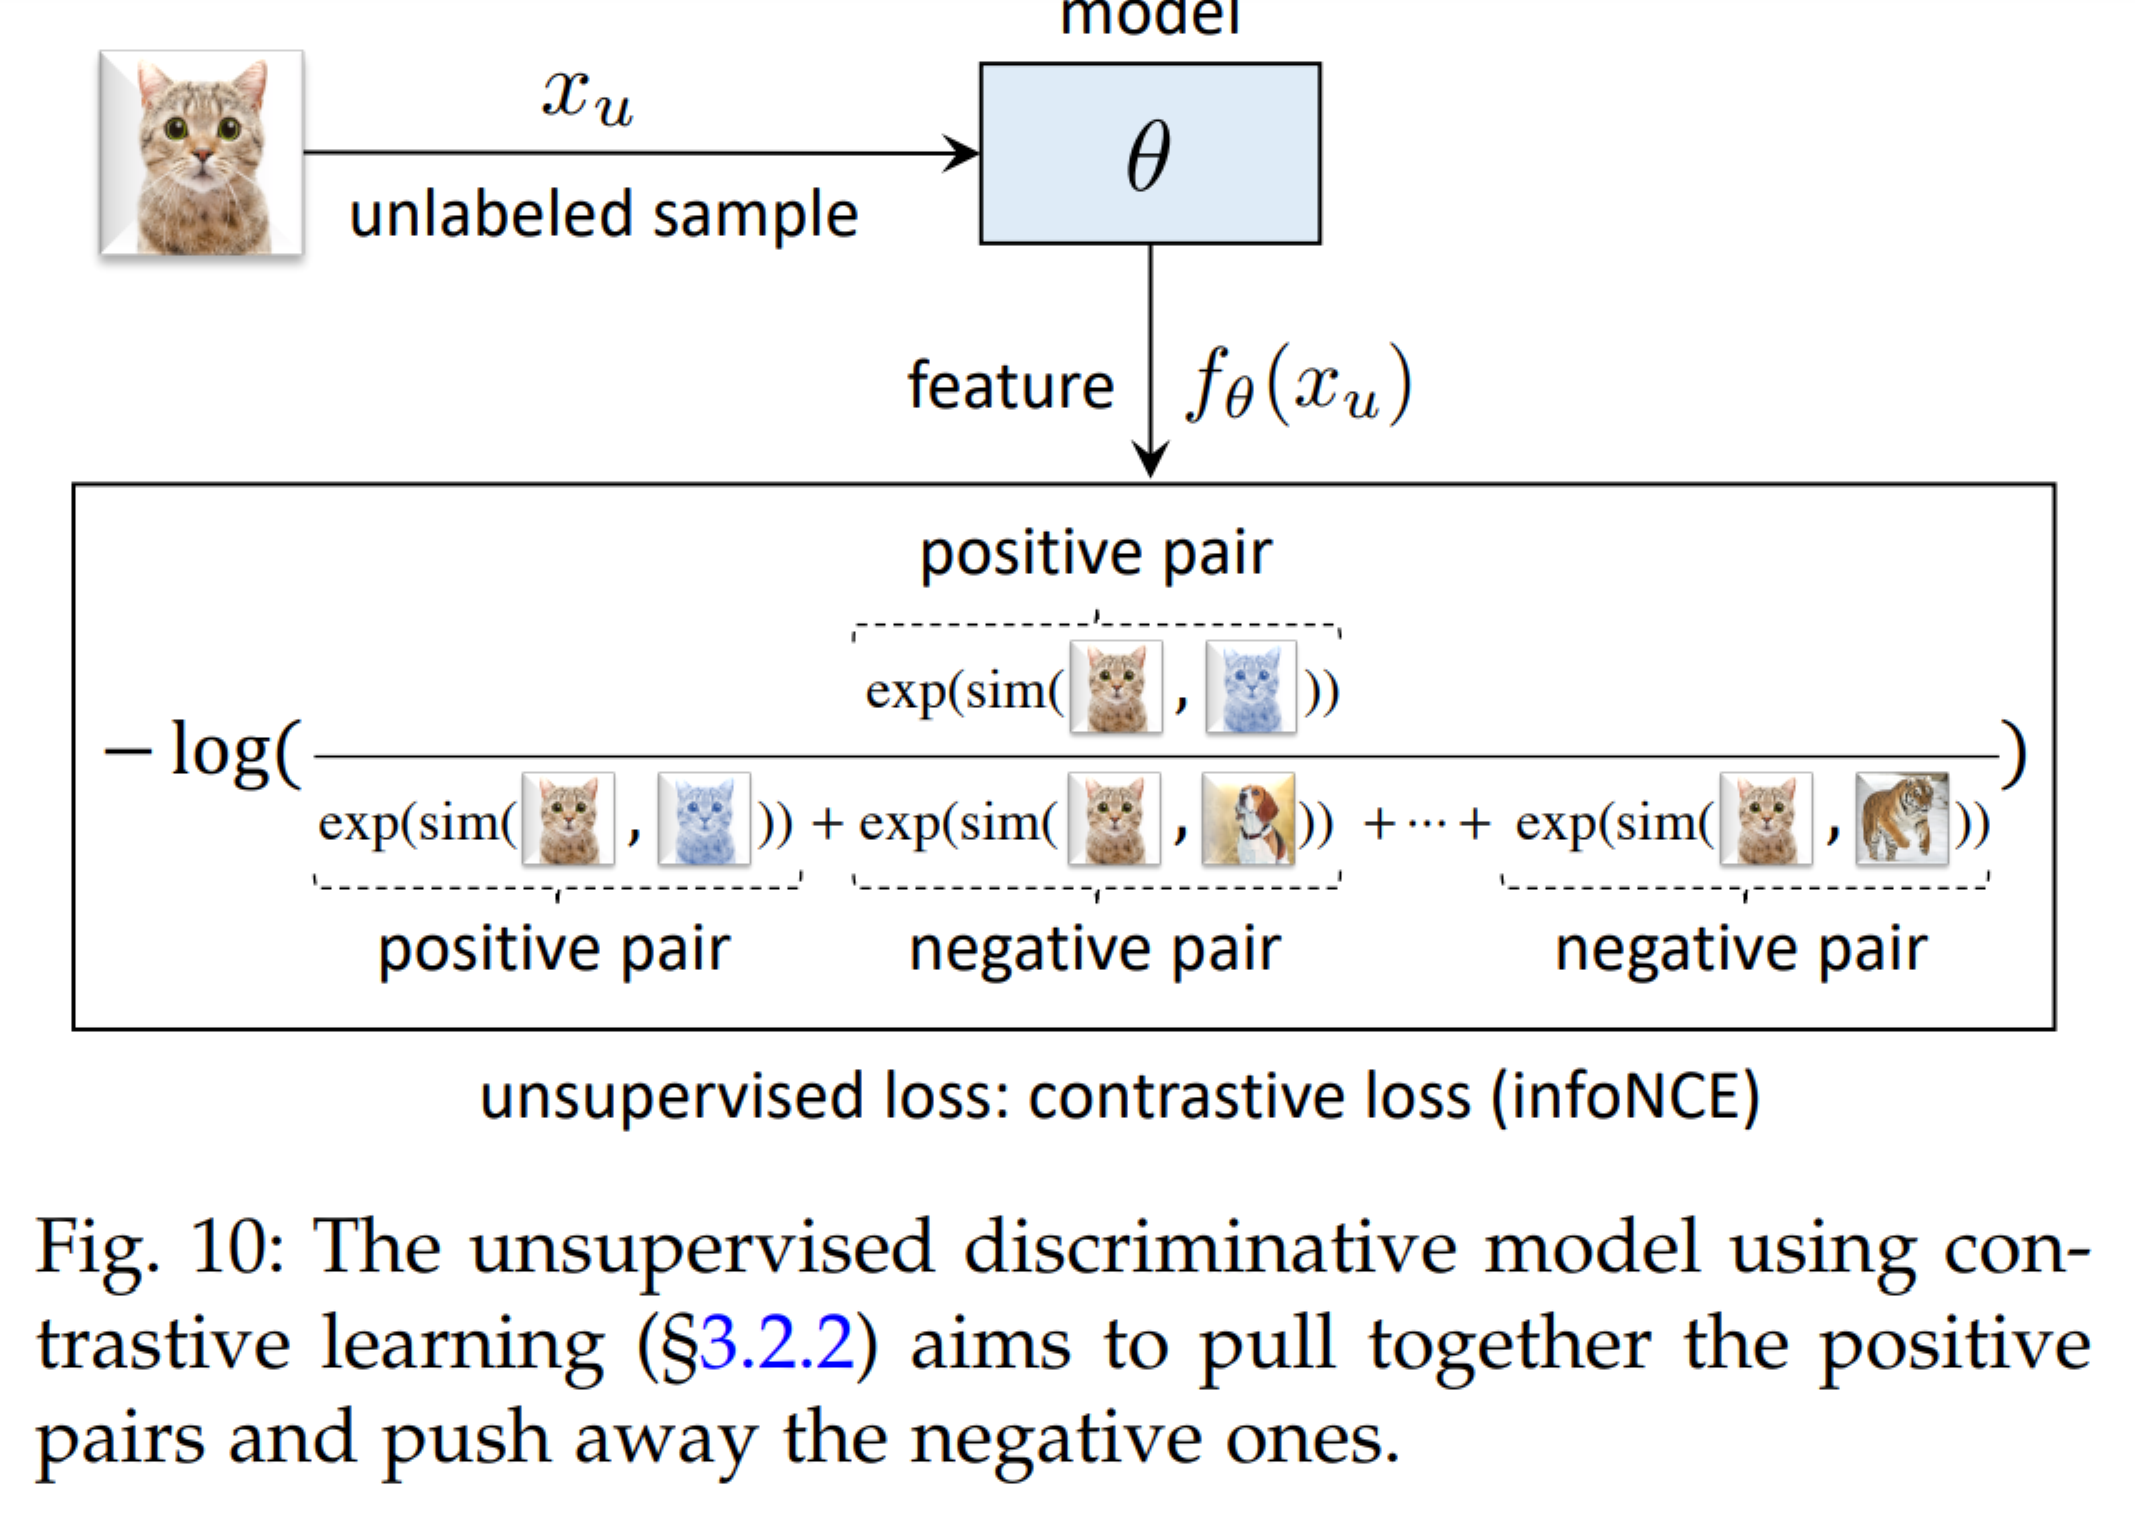 model
x_u
θ
unlabeled sample
feature f_θ(x_u)
positive pair
exp(sim( , ))
− log( )
exp(sim( , )) + exp(sim( , )) + ⋯ + exp(sim( , ))
positive pair negative pair negative pair
unsupervised loss: contrastive loss (infoNCE)
Fig. 10: The unsupervised discriminative model using con-
trastive learning (§3.2.2) aims to pull together the positive
pairs and push away the negative ones.